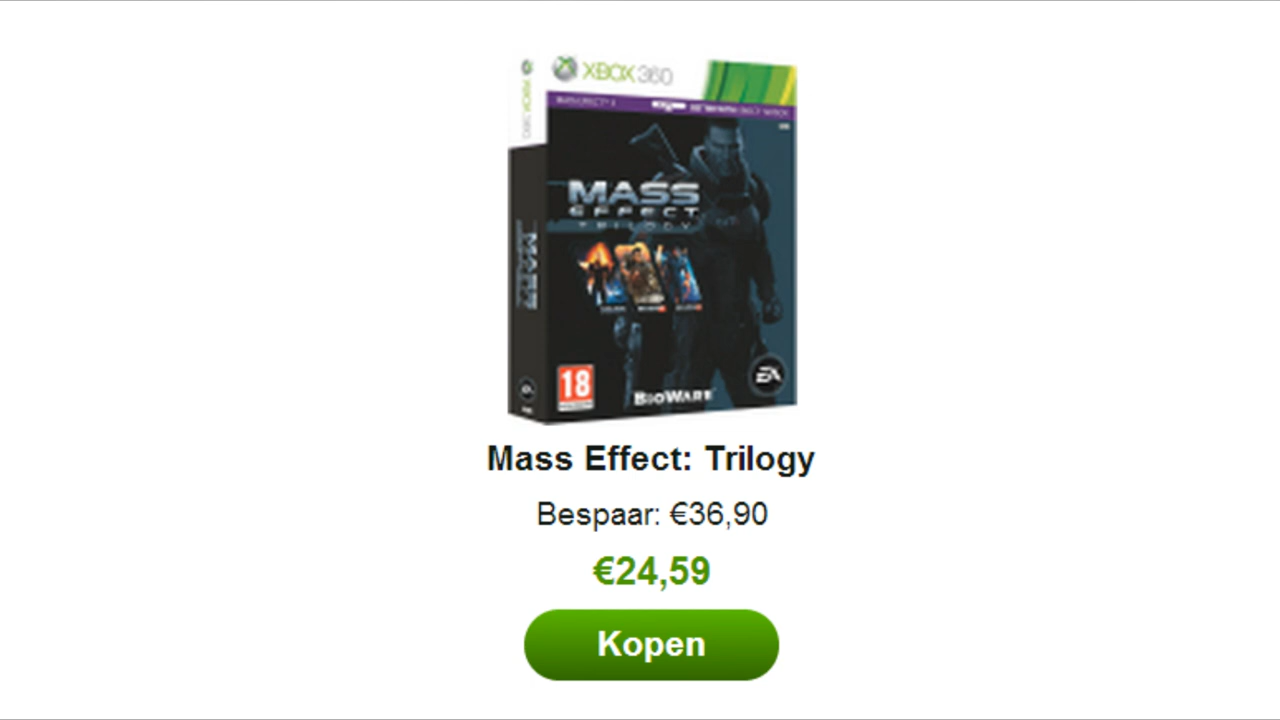 XBOX 360
MASS
EFFECT
TRILOGY
18
BIOWARE
EA
Mass Effect: Trilogy
Bespaar: €36,90
€24,59
Kopen